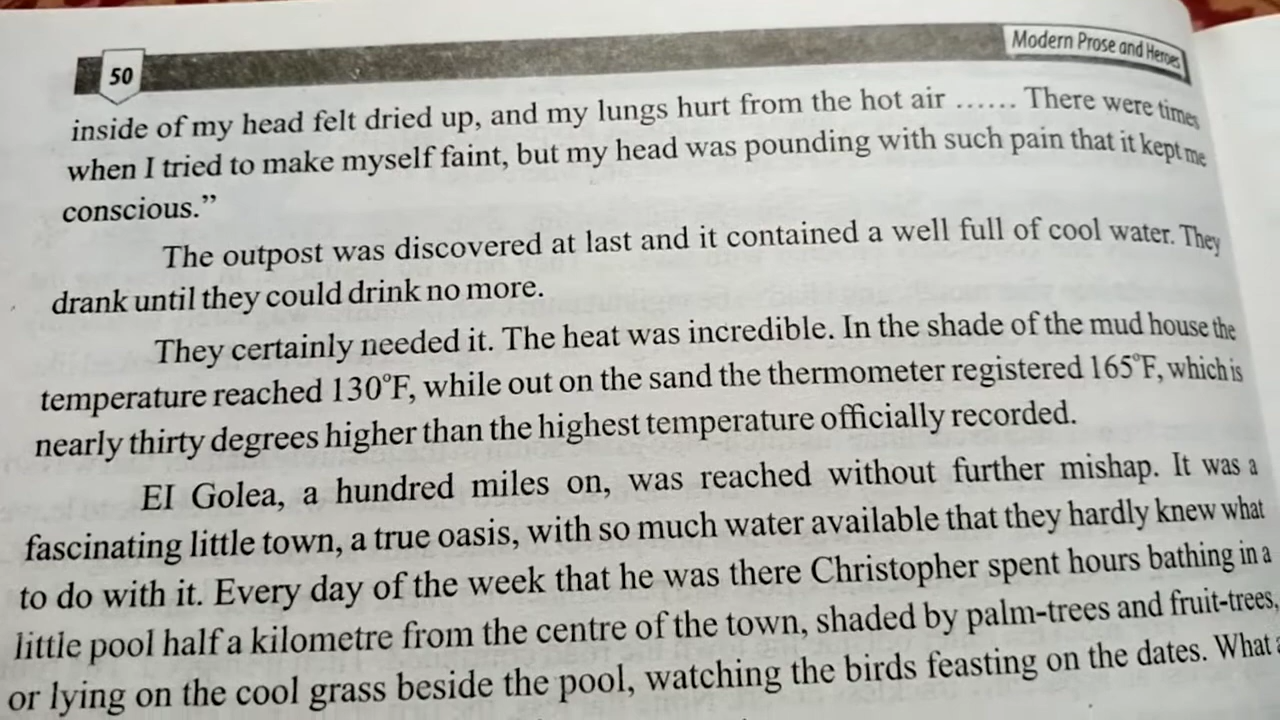 50
Modern Prose and Heroes
inside of my head felt dried up, and my lungs hurt from the hot air ...... There were times
when I tried to make myself faint, but my head was pounding with such pain that it kept me
conscious.”
The outpost was discovered at last and it contained a well full of cool water. They
drank until they could drink no more.
They certainly needed it. The heat was incredible. In the shade of the mud house the
temperature reached 130°F, while out on the sand the thermometer registered 165°F, which is
nearly thirty degrees higher than the highest temperature officially recorded.
EI Golea, a hundred miles on, was reached without further mishap. It was a
fascinating little town, a true oasis, with so much water available that they hardly knew what
to do with it. Every day of the week that he was there Christopher spent hours bathing in a
little pool half a kilometre from the centre of the town, shaded by palm-trees and fruit-trees,
or lying on the cool grass beside the pool, watching the birds feasting on the dates. What a